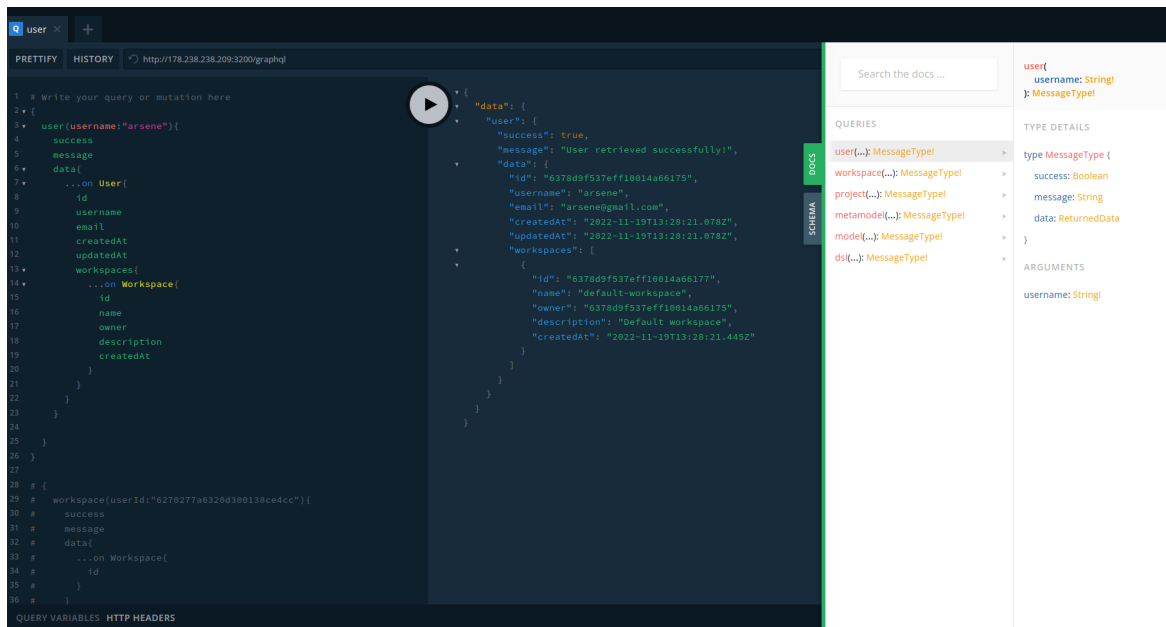 Q user ×
+
PRETTIFY HISTORY http://178.238.238.209:3200/graphql
1 # Write your query or mutation here
2 {
3 user(username:"arsene"){
4 success
5 message
6 data{
7 ...on User{
8 id
9 username
10 email
11 createdAt
12 updatedAt
13 workspaces{
14 ...on Workspace{
15 id
16 name
17 owner
18 description
19 createdAt
20 }
21 }
22 }
23 }
24
25 }
26 }
27
28 # {
29 # workspace(userId:"6270277a6320d300138ce4cc"){
30 # success
31 # message
32 # data{
33 # ...on Workspace{
34 # id
35 # }
36 # }
QUERY VARIABLES HTTP HEADERS
{
"data": {
"user": {
"success": true,
"message": "User retrieved successfully!",
"data": {
"id": "6378d9f537eff10014a66175",
"username": "arsene",
"email": "arsene@gmail.com",
"createdAt": "2022-11-19T13:28:21.078Z",
"updatedAt": "2022-11-19T13:28:21.078Z",
"workspaces": [
{
"id": "6378d9f537eff10014a66177",
"name": "default-workspace",
"owner": "6378d9f537eff10014a66175",
"description": "Default workspace",
"createdAt": "2022-11-19T13:28:21.445Z"
}
]
}
}
}
}
DOCS
SCHEMA
Search the docs ...
QUERIES
user(...): MessageType!
workspace(...): MessageType!
project(...): MessageType!
metamodel(...): MessageType!
model(...): MessageType!
dsl(...): MessageType!
user(
username: String!
): MessageType!
TYPE DETAILS
type MessageType {
success: Boolean
message: String
data: ReturnedData
}
ARGUMENTS
username: String!